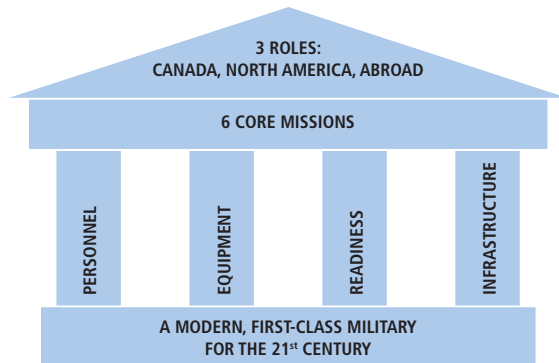 3 ROLES:
CANADA, NORTH AMERICA, ABROAD
6 CORE MISSIONS
PERSONNEL
EQUIPMENT
READINESS
INFRASTRUCTURE
A MODERN, FIRST-CLASS MILITARY
FOR THE 21st CENTURY